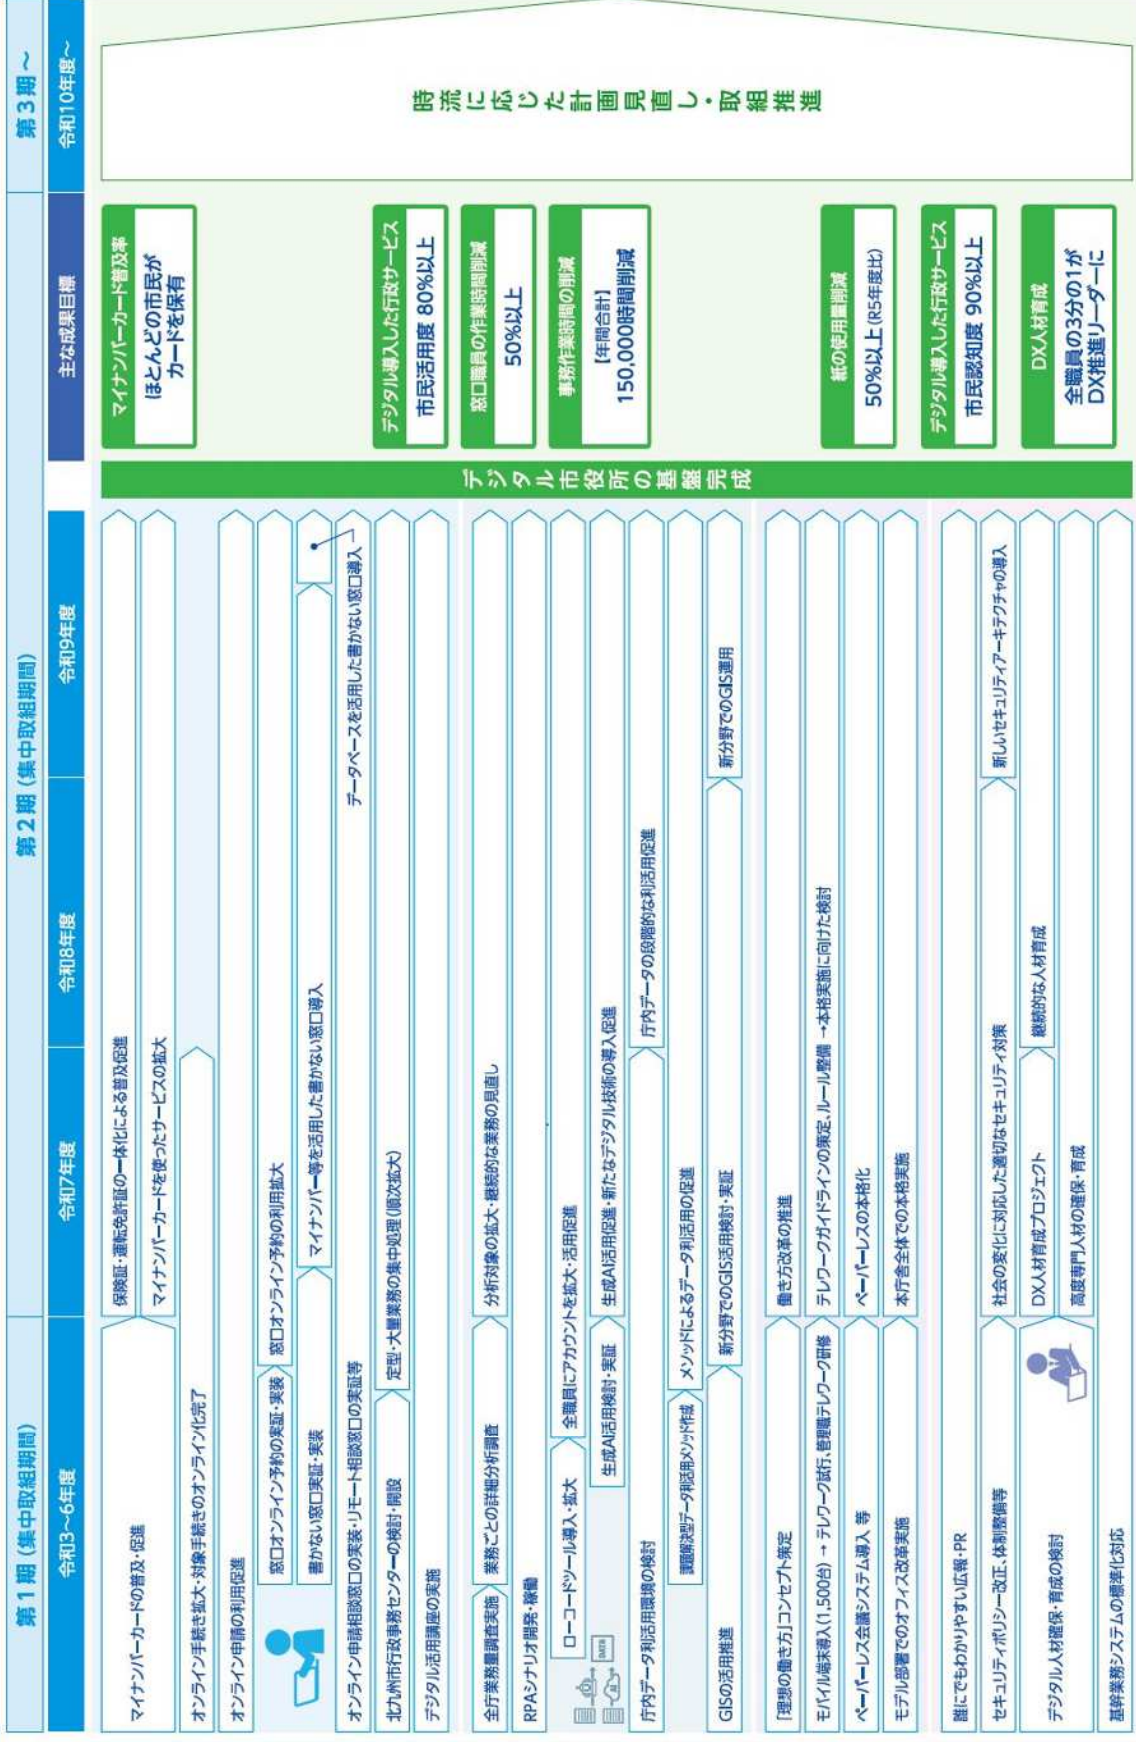 第1期（集中取組期間）
第2期（集中取組期間）
第3期～
令和3～6年度
令和7年度
令和8年度
令和9年度
主な成果目標
令和10年度～
マイナンバーカードの普及・促進
保険証・運転免許証の一体化による普及促進
マイナンバーカードを使ったサービスの拡大
オンライン手続き拡大・対象手続きのオンライン化完了
オンライン申請の利用促進
窓口オンライン予約の実証・実装
窓口オンライン予約の利用拡大
書かない窓口実証・実装
マイナンバー等を活用した書かない窓口導入
データベースを活用した書かない窓口導入
オンライン申請相談窓口の実装・リモート相談窓口の実証等
北九州市行政事務センターの検討・開設
定型・大量業務の集中処理（順次拡大）
デジタル活用講座の実施
全庁業務量調査実施
業務ごとの詳細分析調査
分析対象の拡大・継続的な業務の見直し
RPAシナリオ開発・稼働
ローコードツール導入・拡大
全職員にアカウントを拡大・活用促進
DATA
AI
生成AI活用検討・実証
生成AI活用促進・新たなデジタル技術の導入促進
庁内データ利活用環境の検討
庁内データの段階的な利活用促進
課題解決型データ利活用メソッド作成
メソッドによるデータ利活用の促進
GISの活用推進
新分野でのGIS活用検討・実証
新分野でのGIS運用
「理想の働き方」コンセプト策定
働き方改革の推進
モバイル端末導入（1,500台）→ テレワーク試行、管理職テレワーク研修
テレワークガイドラインの策定、ルール整備 →本格実施に向けた検討
ペーパーレス会議システム導入 等
ペーパーレスの本格化
モデル部署でのオフィス改革実施
本庁舎全体での本格実施
誰にでもわかりやすい広報・PR
セキュリティポリシー改正、体制整備等
社会の変化に対応した適切なセキュリティ対策
新しいセキュリティアーキテクチャの導入
デジタル人材確保・育成の検討
DX人材育成プロジェクト
継続的な人材育成
高度専門人材の確保・育成
基幹業務システムの標準化対応
デジタル市役所の基盤完成
マイナンバーカード普及率
ほとんどの市民が
カードを保有
デジタル導入した行政サービス
市民活用度 80%以上
窓口職員の作業時間削減
50%以上
事務作業時間の削減
【年間合計】
150,000時間削減
紙の使用量削減
50%以上（R5年度比）
デジタル導入した行政サービス
市民認知度 90%以上
DX人材育成
全職員の3分の1が
DX推進リーダーに
時流に応じた計画見直し・取組推進